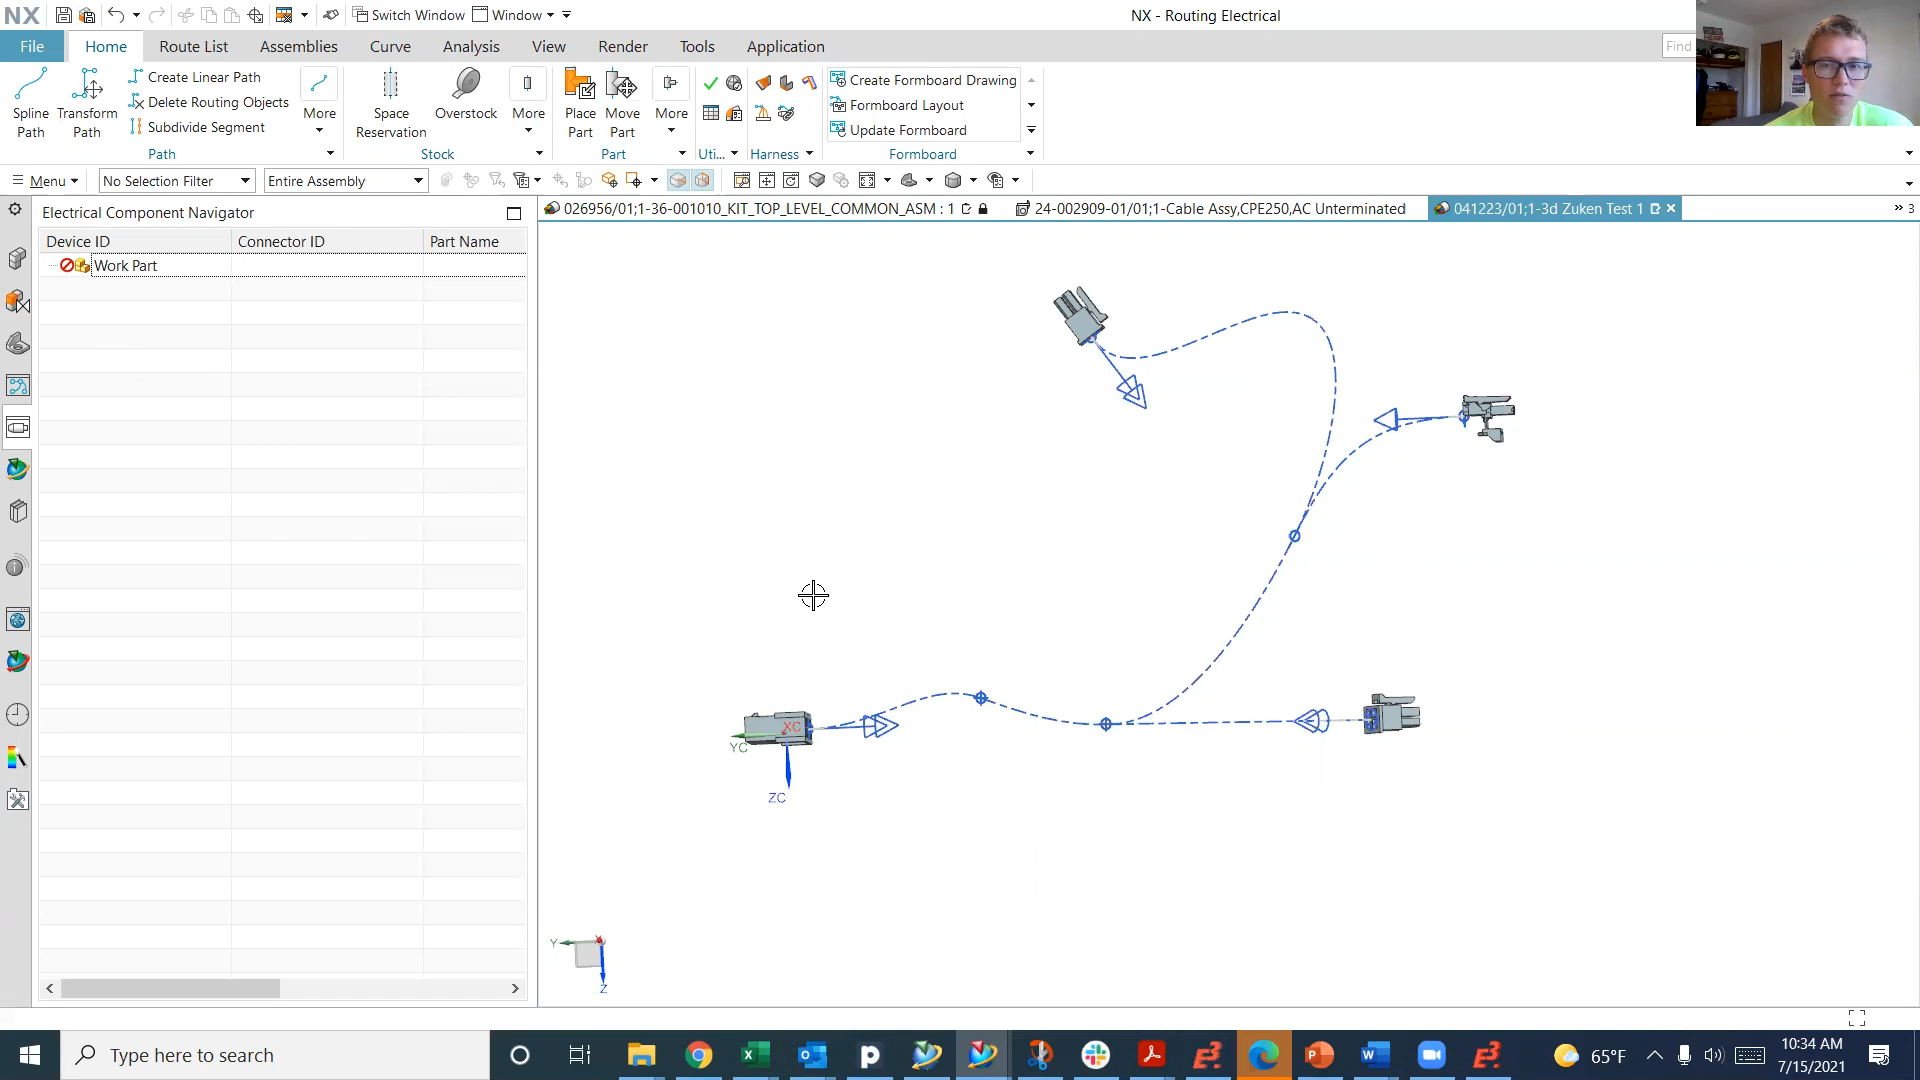 NX
Switch Window
Window
NX - Routing Electrical
File
Home
Route List
Assemblies
Curve
Analysis
View
Render
Tools
Application
Find
Spline Path
Transform Path
Create Linear Path
Delete Routing Objects
Subdivide Segment
More
Space Reservation
Overstock
More
Place Part
Move Part
More
Create Formboard Drawing
Formboard Layout
Update Formboard
Path
Stock
Part
Uti...
Harness
Formboard
Menu
No Selection Filter
Entire Assembly
Electrical Component Navigator
026956/01;1-36-001010_KIT_TOP_LEVEL_COMMON_ASM : 1
24-002909-01/01;1-Cable Assy,CPE250,AC Unterminated
041223/01;1-3d Zuken Test 1
3
Device ID
Connector ID
Part Name
Work Part
XC
YC
ZC
Y
Z
Type here to search
65°F
10:34 AM
7/15/2021